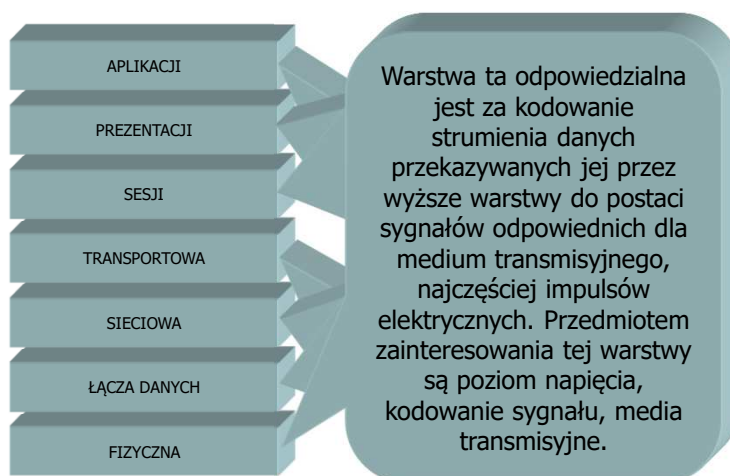 APLIKACJI
PREZENTACJI
SESJI
TRANSPORTOWA
SIECIOWA
ŁĄCZA DANYCH
FIZYCZNA
Warstwa ta odpowiedzialna
jest za kodowanie
strumienia danych
przekazywanych jej przez
wyższe warstwy do postaci
sygnałów odpowiednich dla
medium transmisyjnego,
najczęściej impulsów
elektrycznych. Przedmiotem
zainteresowania tej warstwy
są poziom napięcia,
kodowanie sygnału, media
transmisyjne.